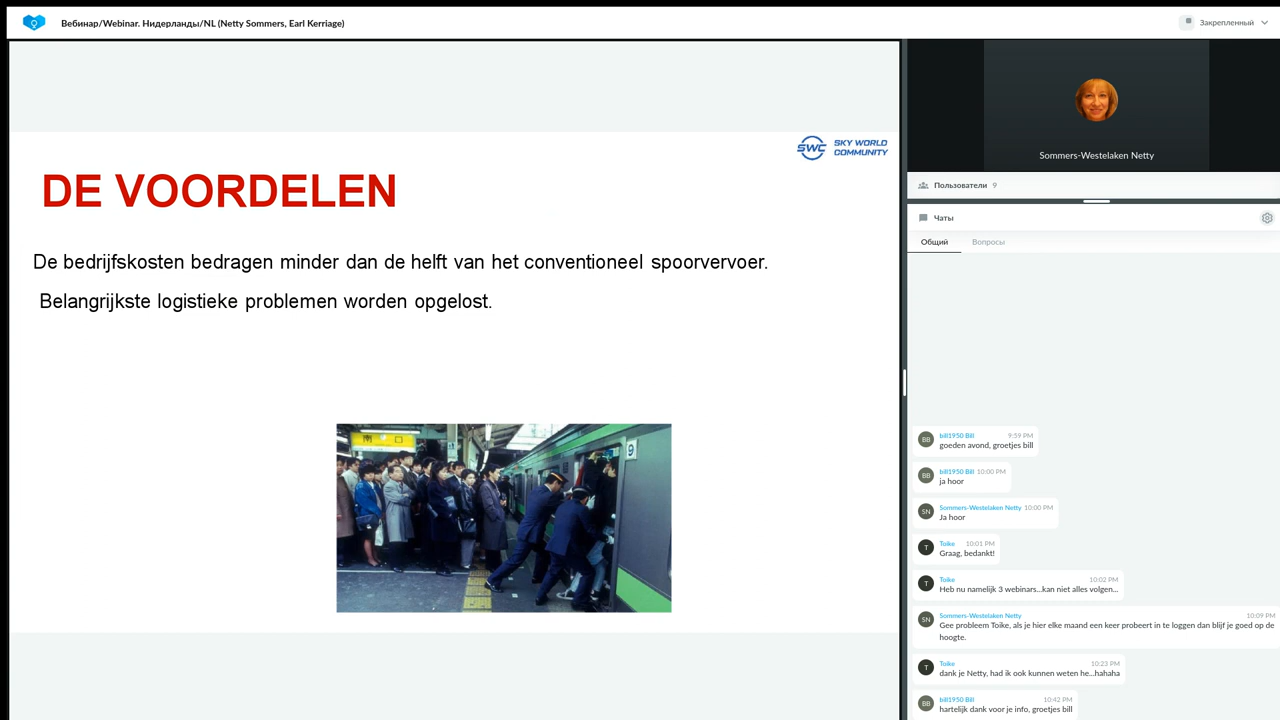 Вебинар/Webinar. Нидерланды/NL (Netty Sommers, Earl Kerriage)
Закрепленный
SWC SKY WORLD
COMMUNITY
DE VOORDELEN
De bedrijfskosten bedragen minder dan de helft van het conventioneel spoorvervoer.
Belangrijkste logistieke problemen worden opgelost.
9
Sommers-Westelaken Netty
Пользователи 9
Чаты
Общий Вопросы
BB bill1950 Bill 9:59 PM
goeden avond, groetjes bill
BB bill1950 Bill 10:00 PM
ja hoor
SN Sommers-Westelaken Netty 10:00 PM
Ja hoor
T Toike 10:01 PM
Graag, bedankt!
T Toike 10:02 PM
Heb nu namelijk 3 webinars...kan niet alles volgen...
SN Sommers-Westelaken Netty 10:09 PM
Gee probleem Toike, als je hier elke maand een keer probeert in te loggen dan blijf je goed op de
hoogte.
T Toike 10:23 PM
dank je Netty, had ik ook kunnen weten he...hahaha
BB bill1950 Bill 10:42 PM
hartelijk dank voor je info, groetjes bill